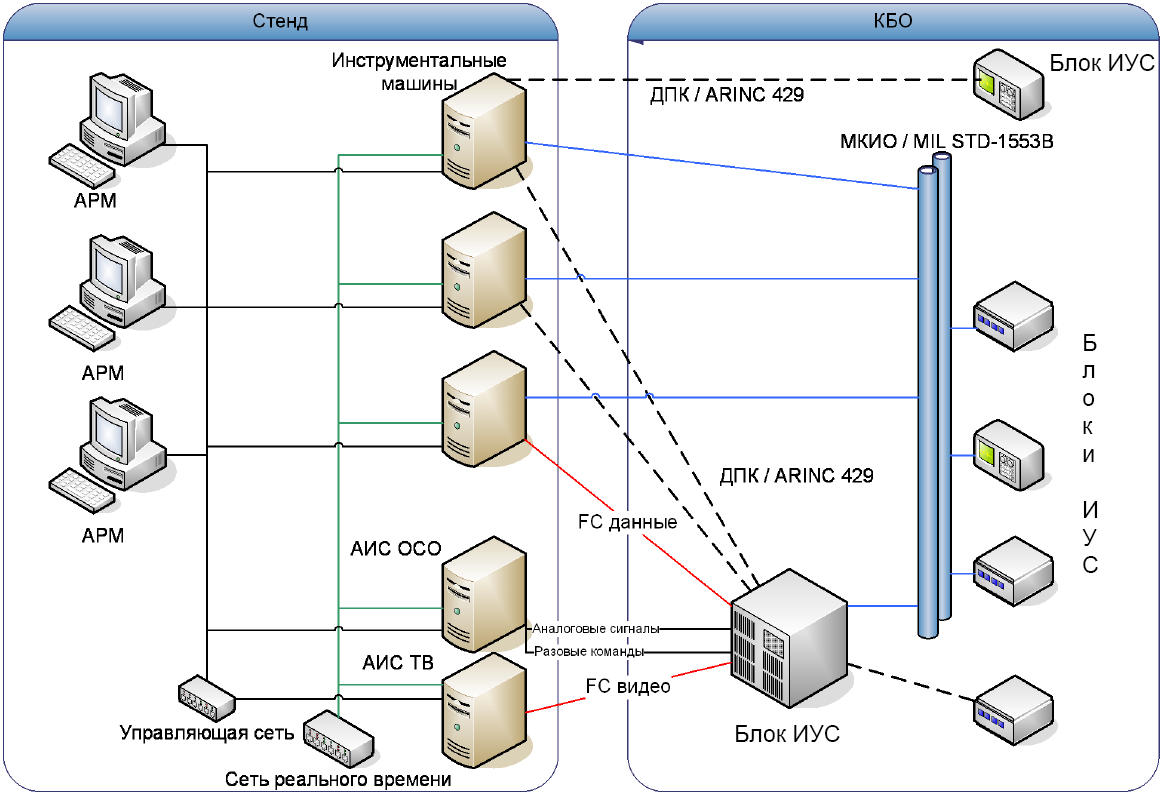 Стенд
КБО
Инструментальные
машины
Блок ИУС
ДПК / ARINC 429
МКИО / MIL STD-1553B
АРМ
АРМ
АРМ
Блоки ИУС
ДПК / ARINC 429
FC данные
АИС ОСО
Аналоговые сигналы
Разовые команды
АИС ТВ
FC видео
Управляющая сеть
Блок ИУС
Сеть реального времени